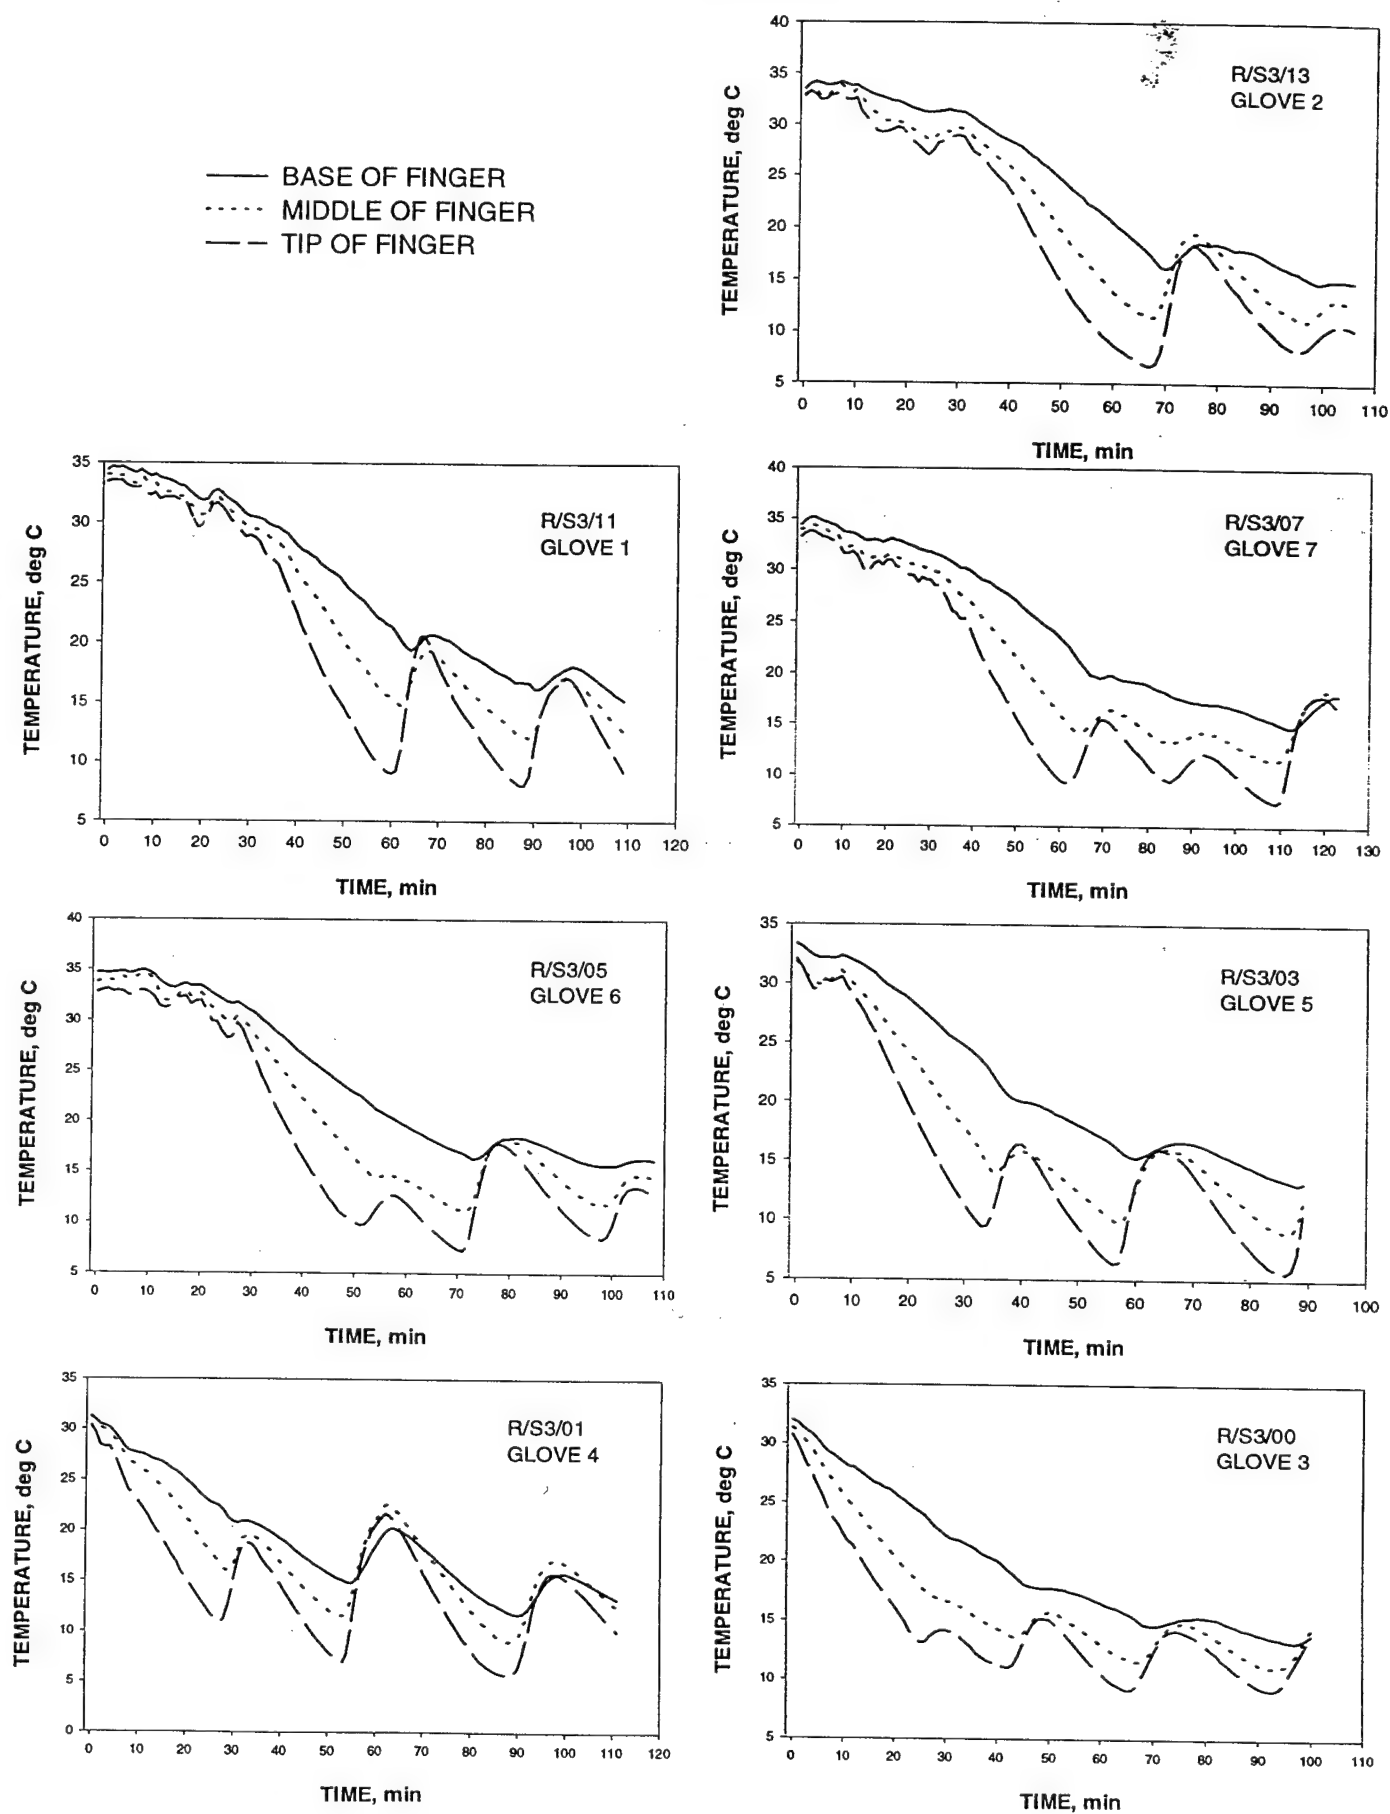 BASE OF FINGER
MIDDLE OF FINGER
TIP OF FINGER
40
35
30
25
20
15
10
5
TEMPERATURE, deg C
R/S3/13
GLOVE 2
0 10 20 30 40 50 60 70 80 90 100 110
TIME, min
35
30
25
20
15
10
5
TEMPERATURE, deg C
R/S3/11
GLOVE 1
0 10 20 30 40 50 60 70 80 90 100 110 120
TIME, min
40
35
30
25
20
15
10
5
TEMPERATURE, deg C
R/S3/07
GLOVE 7
0 10 20 30 40 50 60 70 80 90 100 110 120 130
TIME, min
40
35
30
25
20
15
10
5
TEMPERATURE, deg C
R/S3/05
GLOVE 6
0 10 20 30 40 50 60 70 80 90 100 110
TIME, min
35
30
25
20
15
10
5
TEMPERATURE, deg C
R/S3/03
GLOVE 5
0 10 20 30 40 50 60 70 80 90 100
TIME, min
35
30
25
20
15
10
5
0
TEMPERATURE, deg C
R/S3/01
GLOVE 4
0 10 20 30 40 50 60 70 80 90 100 110 120
TIME, min
35
30
25
20
15
10
5
TEMPERATURE, deg C
R/S3/00
GLOVE 3
0 10 20 30 40 50 60 70 80 90 100 110
TIME, min